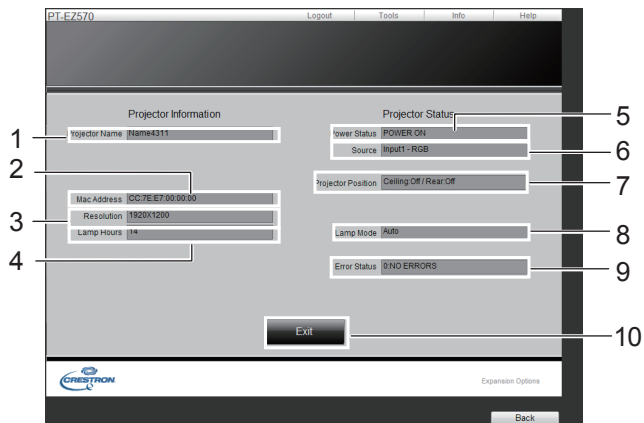 PT-EZ570 Logout Tools Info Help
Projector Information Projector Status
1 Projector Name Name4311
Power Status POWER ON 5
Source Input1 - RGB 6
2
Projector Position Ceiling:Off / Rear:Off 7
Mac Address CC:7E:E7:00:00:00
3 Resolution 1920X1200
Lamp Hours 14
4
Lamp Mode Auto 8
Error Status 0:NO ERRORS 9
Exit 10
CRESTRON Expansion Options
Back